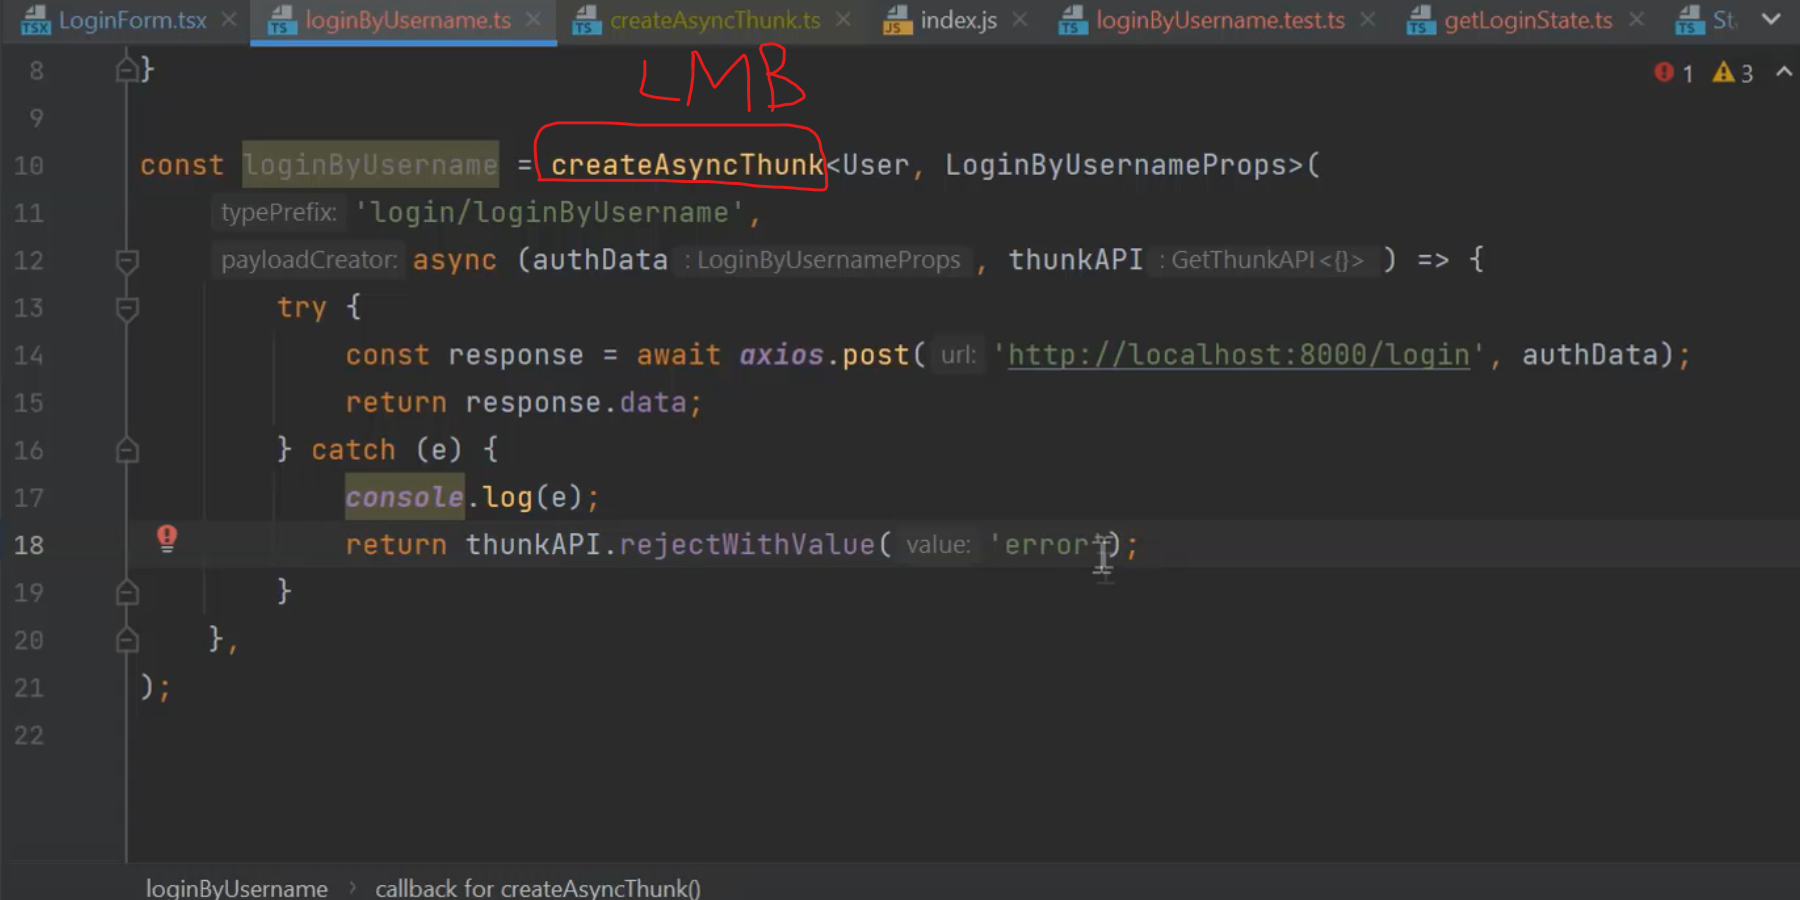 LoginForm.tsx loginByUsername.ts createAsyncThunk.ts index.js loginByUsername.test.ts getLoginState.ts St
LMB
8 } 1 3
9
10 const loginByUsername = createAsyncThunk<User, LoginByUsernameProps>(
11 typePrefix: 'login/loginByUsername',
12 payloadCreator: async (authData : LoginByUsernameProps , thunkAPI : GetThunkAPI<{}> ) => {
13 try {
14 const response = await axios.post( url: 'http://localhost:8000/login', authData);
15 return response.data;
16 } catch (e) {
17 console.log(e);
18 return thunkAPI.rejectWithValue( value: 'error');
19 }
20 },
21 );
22
loginByUsername › callback for createAsyncThunk()